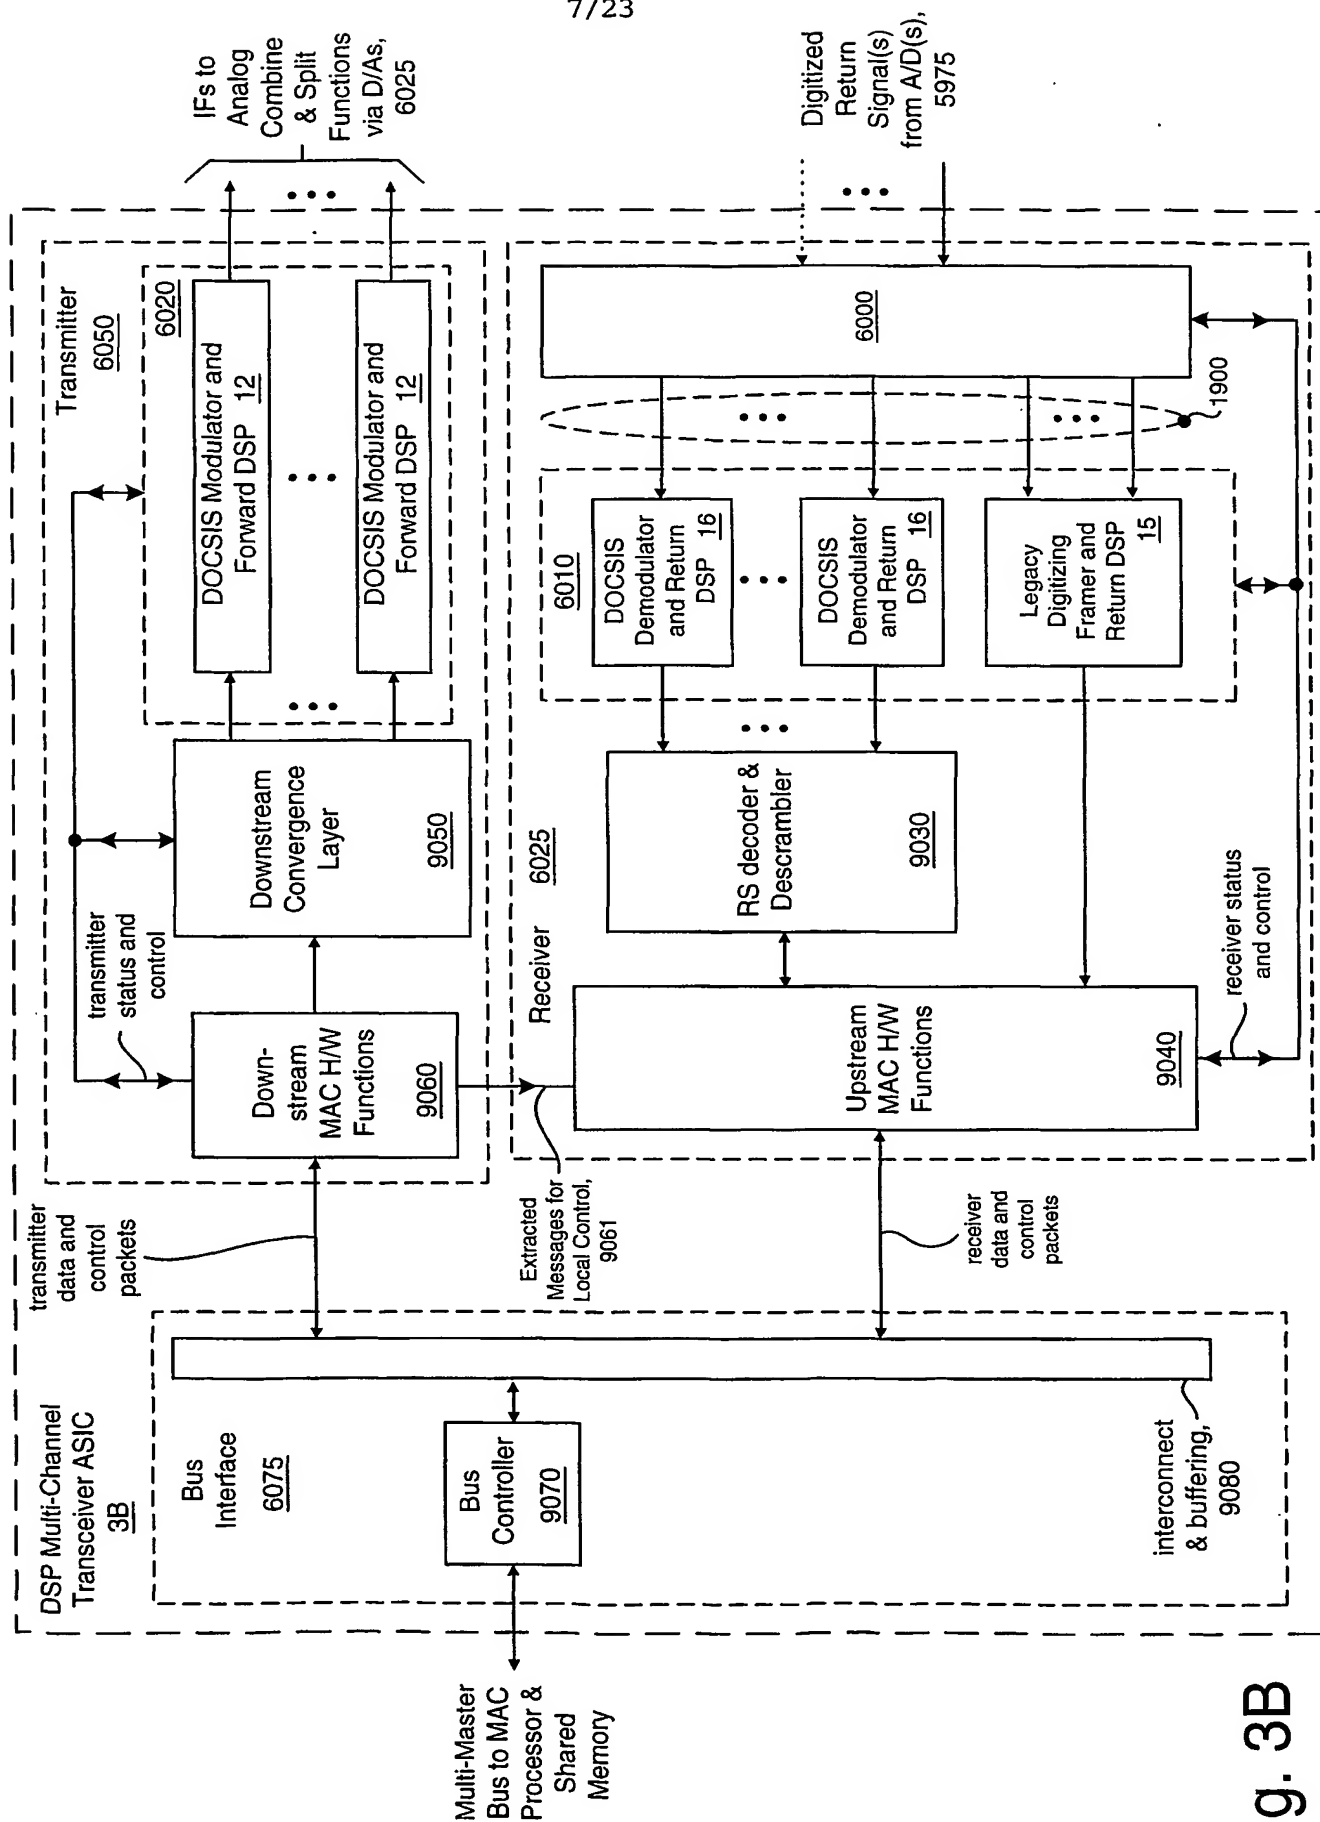 7/23
DSP Multi-Channel
Transceiver ASIC
3B
Bus
Interface
6075
Bus
Controller
9070
interconnect
& buffering,
9080
Multi-Master
Bus to MAC
Processor &
Shared
Memory
transmitter
data and
control
packets
Extracted
Messages for
Local Control,
9061
receiver
data and
control
packets
Transmitter
6050
transmitter
status and
control
Down-
stream
MAC H/W
Functions
9060
Downstream
Convergence
Layer
9050
6020
DOCSIS Modulator and
Forward DSP 12
DOCSIS Modulator and
Forward DSP 12
IFs to
Analog
Combine
& Split
Functions
via D/As,
6025
Receiver
6025
Upstream
MAC H/W
Functions
9040
receiver status
and control
RS decoder &
Descrambler
9030
6010
DOCSIS
Demodulator
and Return
DSP 16
DOCSIS
Demodulator
and Return
DSP 16
Legacy
Digitizing
Framer and
Return DSP
15
1900
6000
Digitized
Return
Signal(s)
from A/D(s),
5975
g. 3B